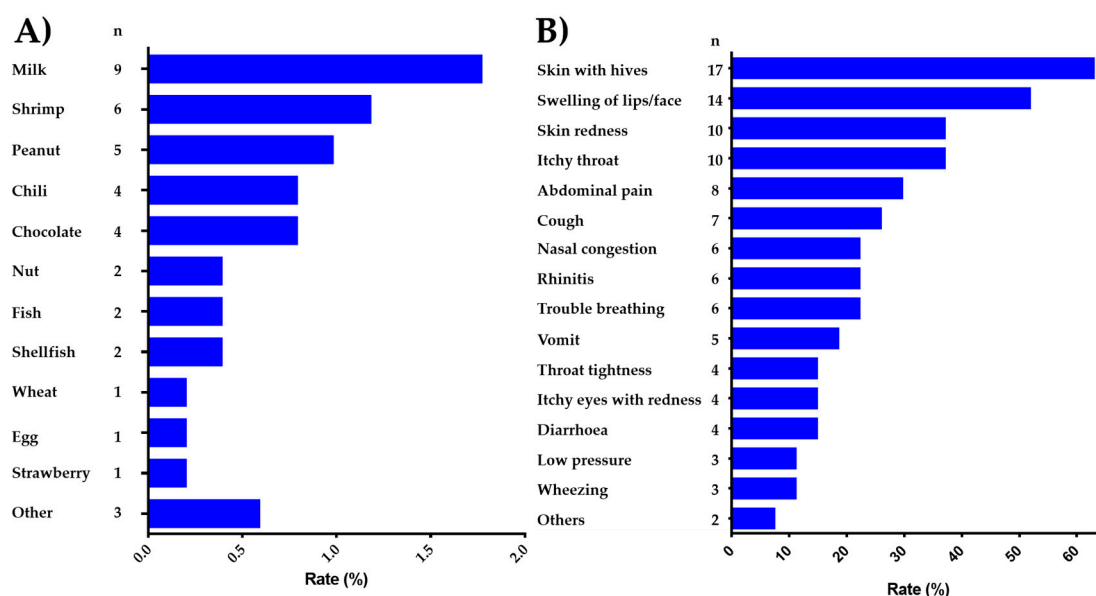 A)
n
Milk 9
Shrimp 6
Peanut 5
Chili 4
Chocolate 4
Nut 2
Fish 2
Shellfish 2
Wheat 1
Egg 1
Strawberry 1
Other 3
0.0 0.5 1.0 1.5 2.0
Rate (%)
B)
n
Skin with hives 17
Swelling of lips/face 14
Skin redness 10
Itchy throat 10
Abdominal pain 8
Cough 7
Nasal congestion 6
Rhinitis 6
Trouble breathing 6
Vomit 5
Throat tightness 4
Itchy eyes with redness 4
Diarrhoea 4
Low pressure 3
Wheezing 3
Others 2
0 10 20 30 40 50 60
Rate (%)